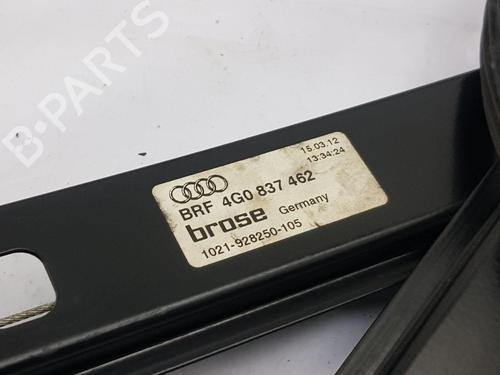 B-PARTS
15.03.12
13:34:24
BRF 4G0 837 462
brose Germany
1021-928250-105